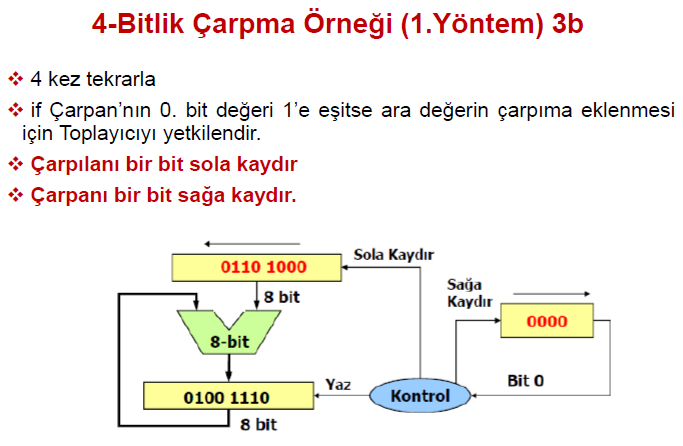 4-Bitlik Çarpma Örneği (1.Yöntem) 3b
❖ 4 kez tekrarla
❖ if Çarpan’nın 0. bit değeri 1’e eşitse ara değerin çarpıma eklenmesi
için Toplayıcıyı yetkilendir.
❖ Çarpılanı bir bit sola kaydır
❖ Çarpanı bir bit sağa kaydır.
0110 1000
Sola Kaydır
8 bit
Sağa
Kaydır
0000
8-bit
0100 1110
Yaz
Kontrol
Bit 0
8 bit